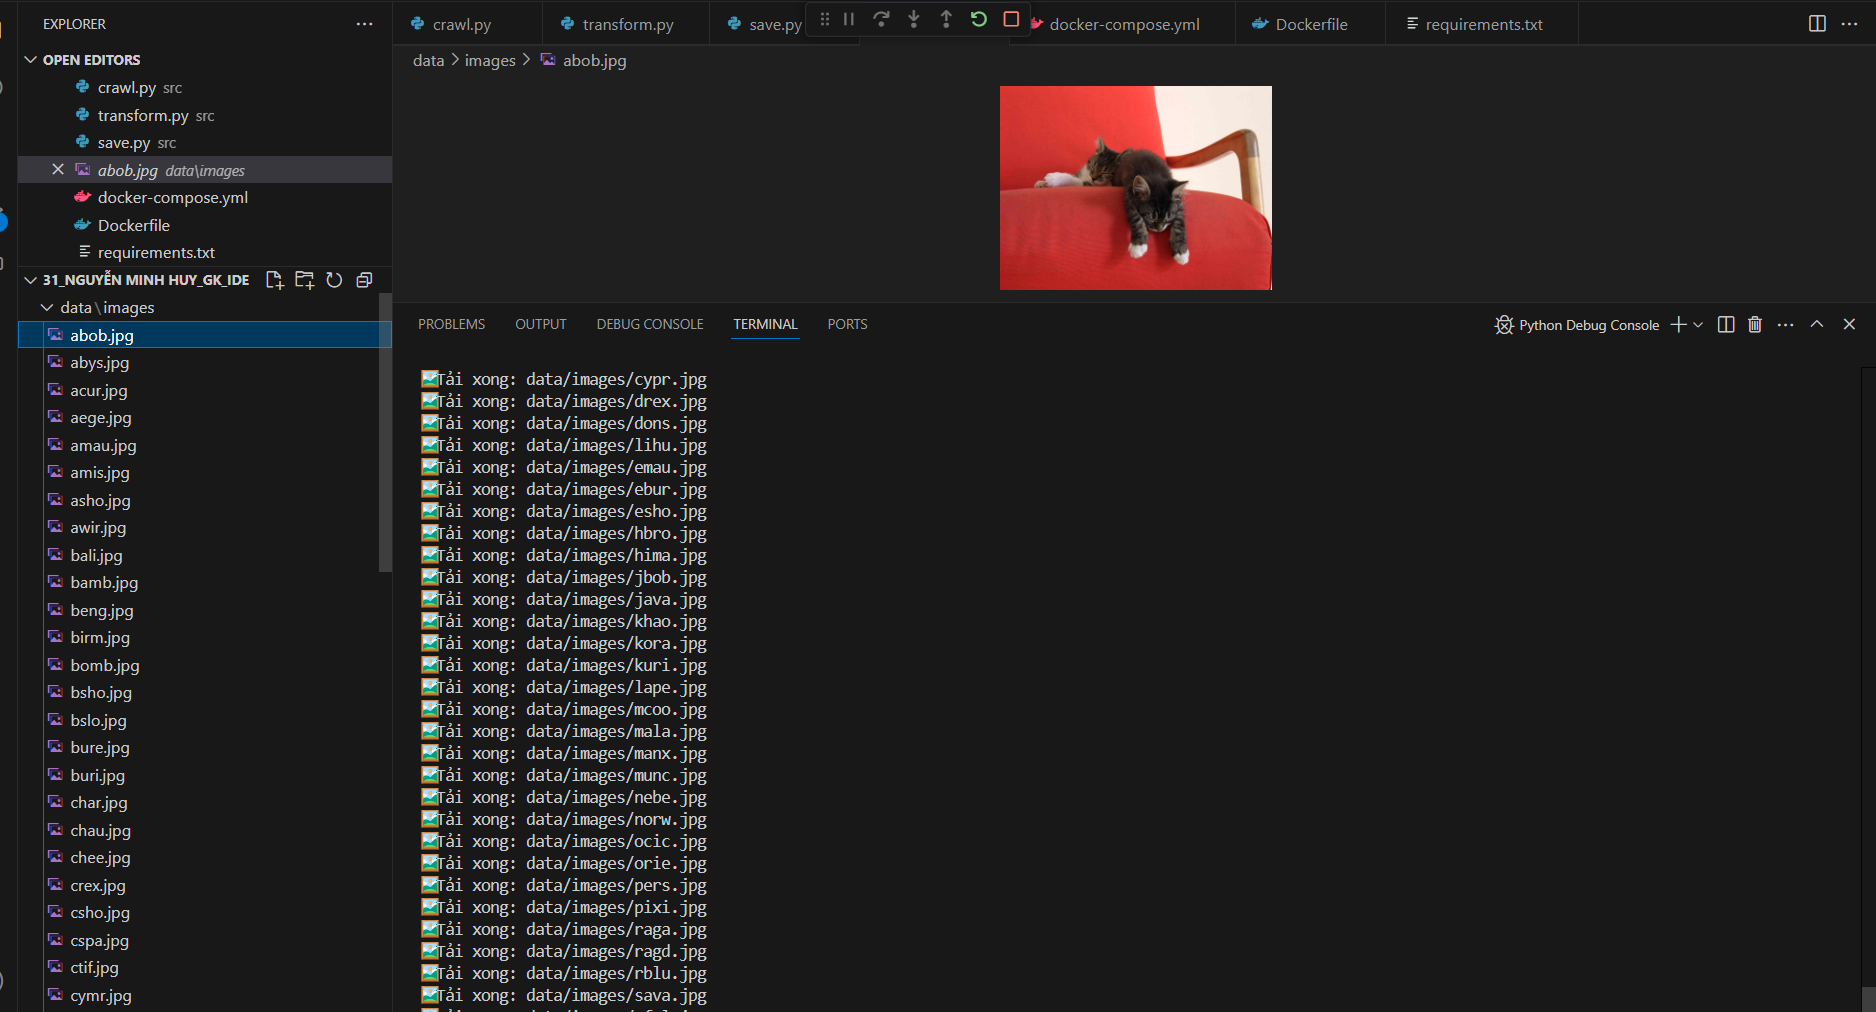 EXPLORER
OPEN EDITORS
crawl.py src
transform.py src
save.py src
abob.jpg data\images
docker-compose.yml
Dockerfile
requirements.txt
31_NGUYỄN MINH HUY_GK_IDE
data\images
abob.jpg
abys.jpg
acur.jpg
aege.jpg
amau.jpg
amis.jpg
asho.jpg
awir.jpg
bali.jpg
bamb.jpg
beng.jpg
birm.jpg
bomb.jpg
bsho.jpg
bslo.jpg
bure.jpg
buri.jpg
char.jpg
chau.jpg
chee.jpg
crex.jpg
csho.jpg
cspa.jpg
ctif.jpg
cymr.jpg
crawl.py transform.py save.py docker-compose.yml Dockerfile requirements.txt
data > images > abob.jpg
PROBLEMS OUTPUT DEBUG CONSOLE TERMINAL PORTS
Python Debug Console
Tải xong: data/images/cypr.jpg
Tải xong: data/images/drex.jpg
Tải xong: data/images/dons.jpg
Tải xong: data/images/lihu.jpg
Tải xong: data/images/emau.jpg
Tải xong: data/images/ebur.jpg
Tải xong: data/images/esho.jpg
Tải xong: data/images/hbro.jpg
Tải xong: data/images/hima.jpg
Tải xong: data/images/jbob.jpg
Tải xong: data/images/java.jpg
Tải xong: data/images/khao.jpg
Tải xong: data/images/kora.jpg
Tải xong: data/images/kuri.jpg
Tải xong: data/images/lape.jpg
Tải xong: data/images/mcoo.jpg
Tải xong: data/images/mala.jpg
Tải xong: data/images/manx.jpg
Tải xong: data/images/munc.jpg
Tải xong: data/images/nebe.jpg
Tải xong: data/images/norw.jpg
Tải xong: data/images/ocic.jpg
Tải xong: data/images/orie.jpg
Tải xong: data/images/pers.jpg
Tải xong: data/images/pixi.jpg
Tải xong: data/images/raga.jpg
Tải xong: data/images/ragd.jpg
Tải xong: data/images/rblu.jpg
Tải xong: data/images/sava.jpg